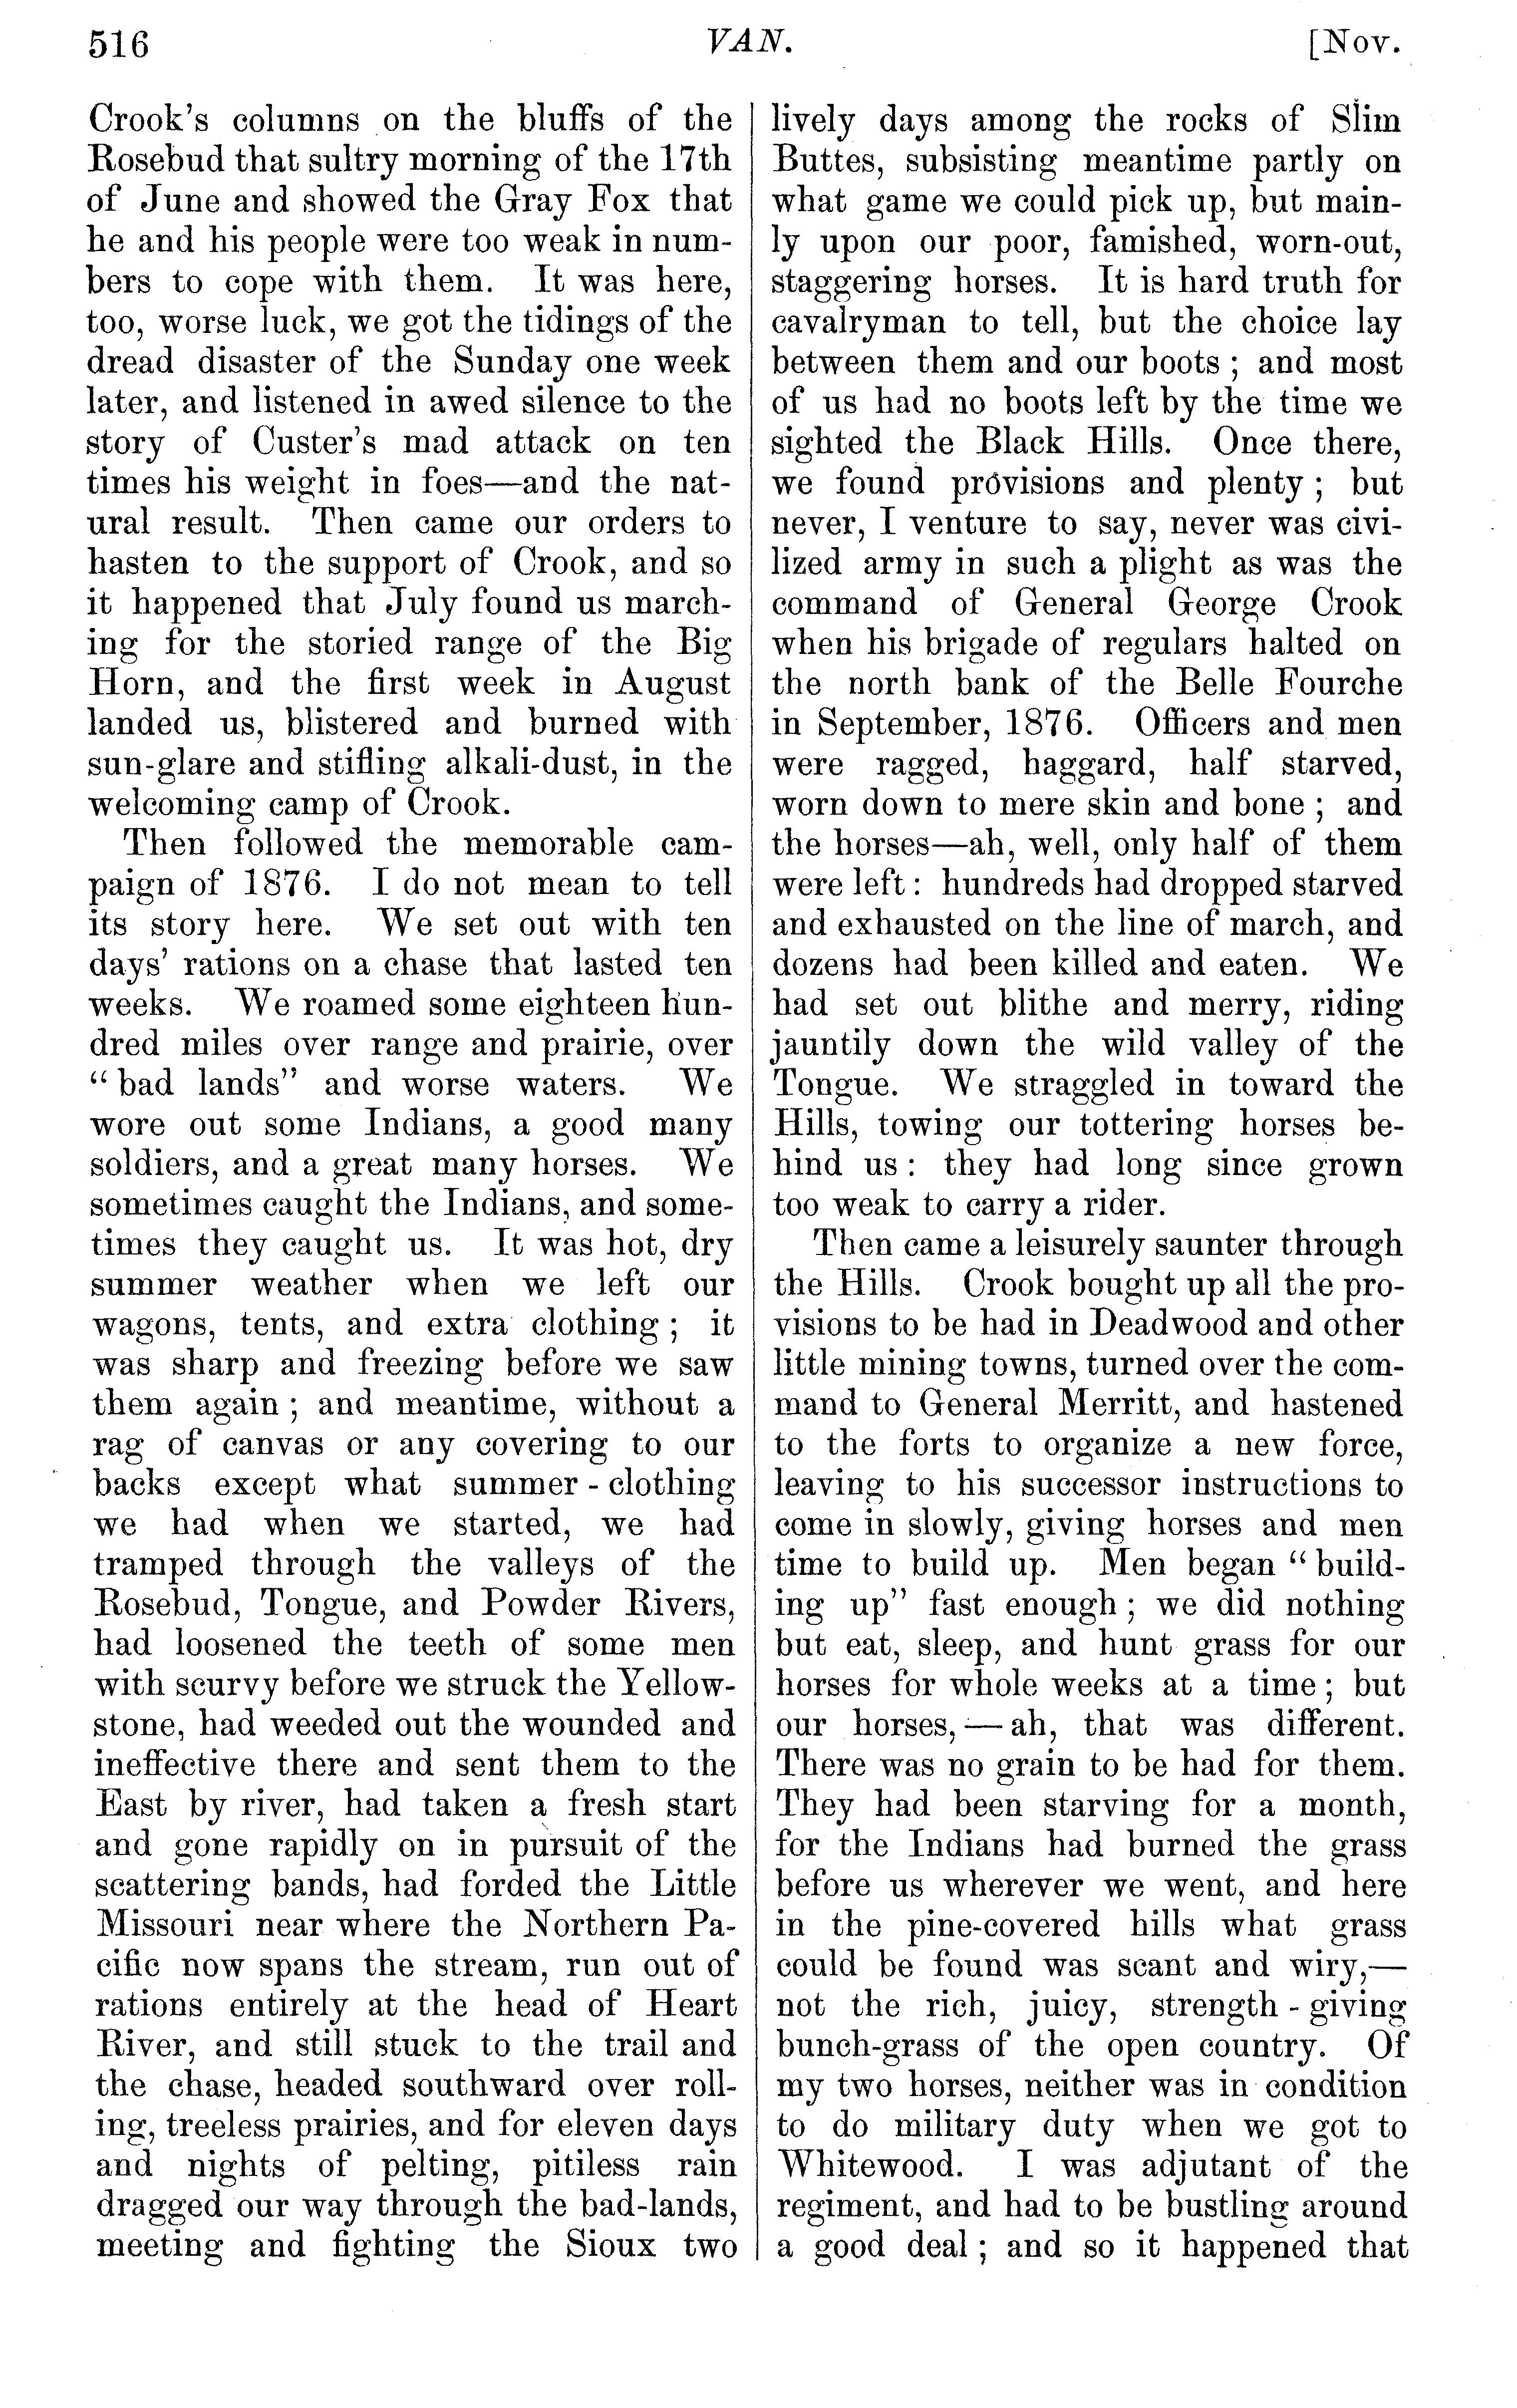 516 VAN. [Nov.
Crook's columns on the bluffs of the
Rosebud that sultry morning of the 17th
of June and showed the Gray Fox that
he and his people were too weak in num-
bers to cope with them. It was here,
too, worse luck, we got the tidings of the
dread disaster of the Sunday one week
later, and listened in awed silence to the
story of Custer's mad attack on ten
times his weight in foes—and the nat-
ural result. Then came our orders to
hasten to the support of Crook, and so
it happened that July found us march-
ing for the storied range of the Big
Horn, and the first week in August
landed us, blistered and burned with
sun-glare and stifling alkali-dust, in the
welcoming camp of Crook.
Then followed the memorable cam-
paign of 1876. I do not mean to tell
its story here. We set out with ten
days' rations on a chase that lasted ten
weeks. We roamed some eighteen hun-
dred miles over range and prairie, over
"bad lands" and worse waters. We
wore out some Indians, a good many
soldiers, and a great many horses. We
sometimes caught the Indians, and some-
times they caught us. It was hot, dry
summer weather when we left our
wagons, tents, and extra clothing; it
was sharp and freezing before we saw
them again; and meantime, without a
rag of canvas or any covering to our
backs except what summer-clothing
we had when we started, we had
tramped through the valleys of the
Rosebud, Tongue, and Powder Rivers,
had loosened the teeth of some men
with scurvy before we struck the Yellow-
stone, had weeded out the wounded and
ineffective there and sent them to the
East by river, had taken a fresh start
and gone rapidly on in pursuit of the
scattering bands, had forded the Little
Missouri near where the Northern Pa-
cific now spans the stream, run out of
rations entirely at the head of Heart
River, and still stuck to the trail and
the chase, headed southward over roll-
ing, treeless prairies, and for eleven days
and nights of pelting, pitiless rain
dragged our way through the bad-lands,
meeting and fighting the Sioux two
lively days among the rocks of Slim
Buttes, subsisting meantime partly on
what game we could pick up, but main-
ly upon our poor, famished, worn-out,
staggering horses. It is hard truth for
cavalryman to tell, but the choice lay
between them and our boots; and most
of us had no boots left by the time we
sighted the Black Hills. Once there,
we found provisions and plenty; but
never, I venture to say, never was civi-
lized army in such a plight as was the
command of General George Crook
when his brigade of regulars halted on
the north bank of the Belle Fourche
in September, 1876. Officers and men
were ragged, haggard, half starved,
worn down to mere skin and bone; and
the horses—ah, well, only half of them
were left: hundreds had dropped starved
and exhausted on the line of march, and
dozens had been killed and eaten. We
had set out blithe and merry, riding
jauntily down the wild valley of the
Tongue. We straggled in toward the
Hills, towing our tottering horses be-
hind us: they had long since grown
too weak to carry a rider.
Then came a leisurely saunter through
the Hills. Crook bought up all the pro-
visions to be had in Deadwood and other
little mining towns, turned over the com-
mand to General Merritt, and hastened
to the forts to organize a new force,
leaving to his successor instructions to
come in slowly, giving horses and men
time to build up. Men began "build-
ing up" fast enough; we did nothing
but eat, sleep, and hunt grass for our
horses for whole weeks at a time; but
our horses,—ah, that was different.
There was no grain to be had for them.
They had been starving for a month,
for the Indians had burned the grass
before us wherever we went, and here
in the pine-covered hills what grass
could be found was scant and wiry,—
not the rich, juicy, strength-giving
bunch-grass of the open country. Of
my two horses, neither was in condition
to do military duty when we got to
Whitewood. I was adjutant of the
regiment, and had to be bustling around
a good deal; and so it happened that